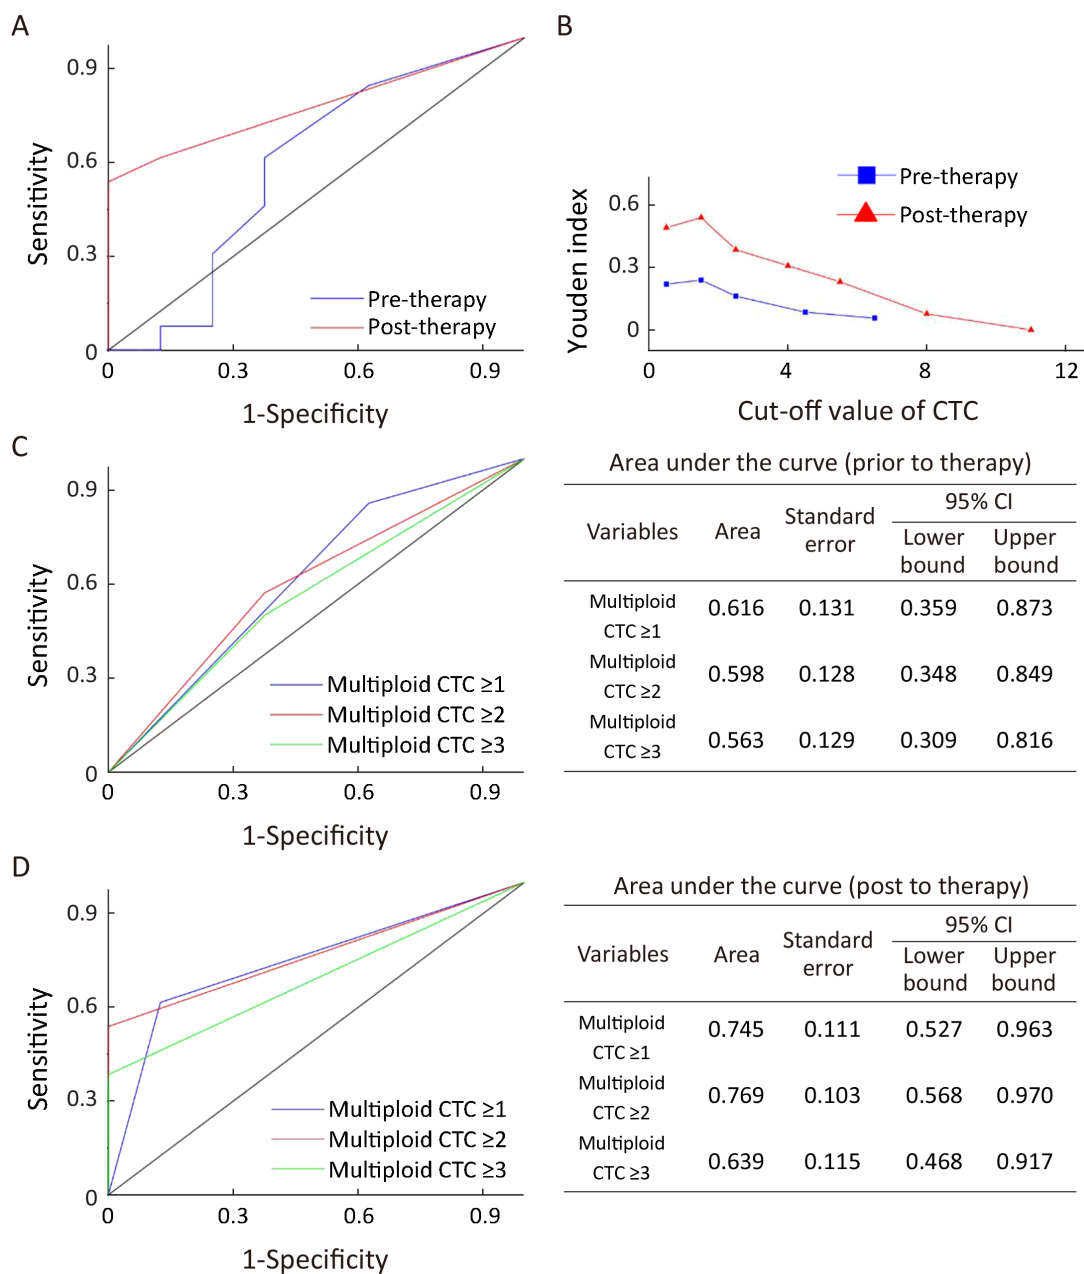 A
Sensitivity
0.9
0.6
0.3
0
Pre-therapy
Post-therapy
0 0.3 0.6 0.9
1-Specificity
B
Pre-therapy
Post-therapy
Youden index
0.6
0.3
0
0 4 8 12
Cut-off value of CTC
C
Sensitivity
0.9
0.6
0.3
0
Multiploid CTC ≥1
Multiploid CTC ≥2
Multiploid CTC ≥3
0 0.3 0.6 0.9
1-Specificity
Area under the curve (prior to therapy)
95% CI
Variables Area Standard error Lower bound Upper bound
Multiploid CTC ≥1 0.616 0.131 0.359 0.873
Multiploid CTC ≥2 0.598 0.128 0.348 0.849
Multiploid CTC ≥3 0.563 0.129 0.309 0.816
D
Sensitivity
0.9
0.6
0.3
0
Multiploid CTC ≥1
Multiploid CTC ≥2
Multiploid CTC ≥3
0 0.3 0.6 0.9
1-Specificity
Area under the curve (post to therapy)
95% CI
Variables Area Standard error Lower bound Upper bound
Multiploid CTC ≥1 0.745 0.111 0.527 0.963
Multiploid CTC ≥2 0.769 0.103 0.568 0.970
Multiploid CTC ≥3 0.639 0.115 0.468 0.917